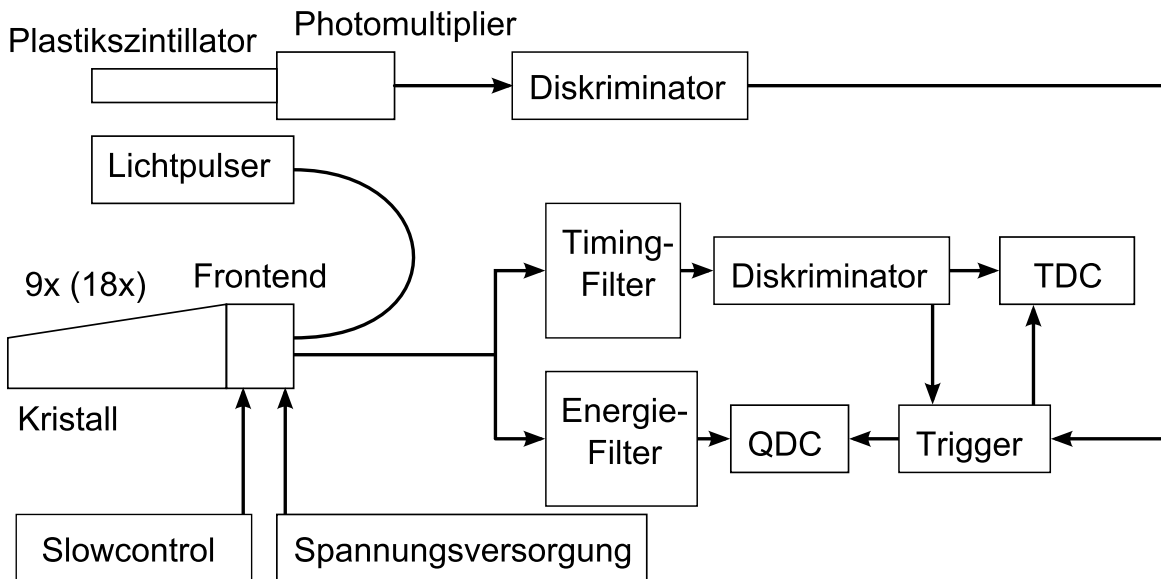 Photomultiplier
Plastikszintillator
Diskriminator
Lichtpulser
Timing-
Filter
Diskriminator
TDC
Frontend
9x (18x)
Kristall
Energie-
Filter
QDC
Trigger
Slowcontrol
Spannungsversorgung